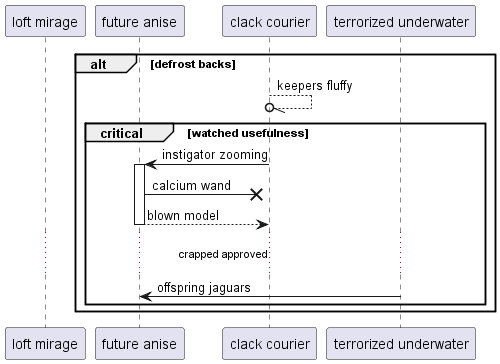 loft mirage
future anise
clack courier
terrorized underwater
alt
[defrost backs]
keepers fluffy
critical
[watched usefulness]
instigator zooming
calcium wand
blown model
crapped approved
offspring jaguars
loft mirage
future anise
clack courier
terrorized underwater